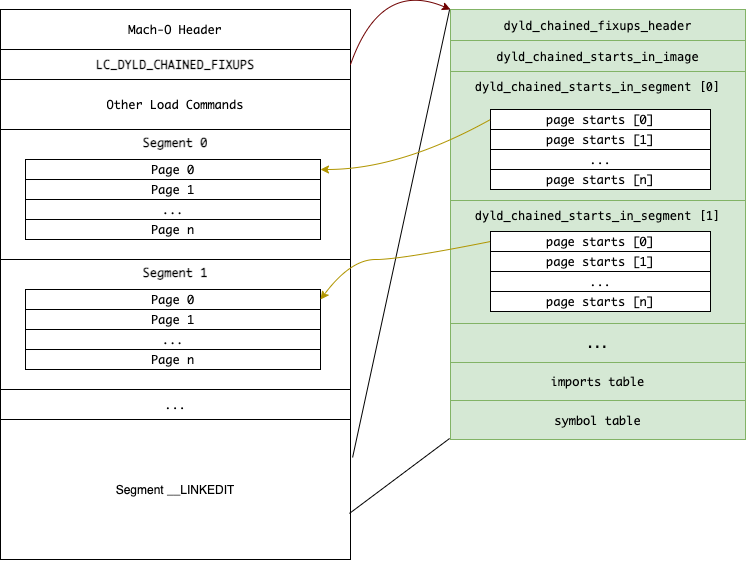 Mach-O Header
LC_DYLD_CHAINED_FIXUPS
Other Load Commands
Segment 0
Page 0
Page 1
...
Page n
Segment 1
Page 0
Page 1
...
Page n
...
Segment __LINKEDIT
dyld_chained_fixups_header
dyld_chained_starts_in_image
dyld_chained_starts_in_segment [0]
page starts [0]
page starts [1]
...
page starts [n]
dyld_chained_starts_in_segment [1]
page starts [0]
page starts [1]
...
page starts [n]
...
imports table
symbol table